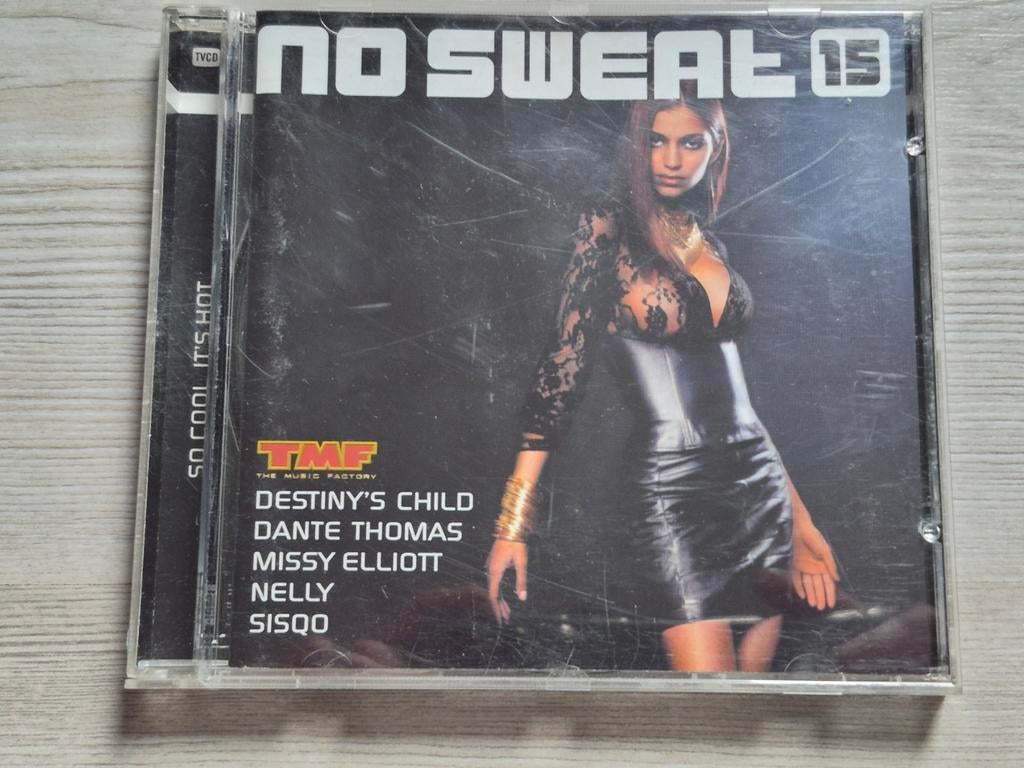 NO SWEAT 15
TVCD
SO COOL IT'S HOT
TMF
THE MUSIC FACTORY
DESTINY'S CHILD
DANTE THOMAS
MISSY ELLIOTT
NELLY
SISQO